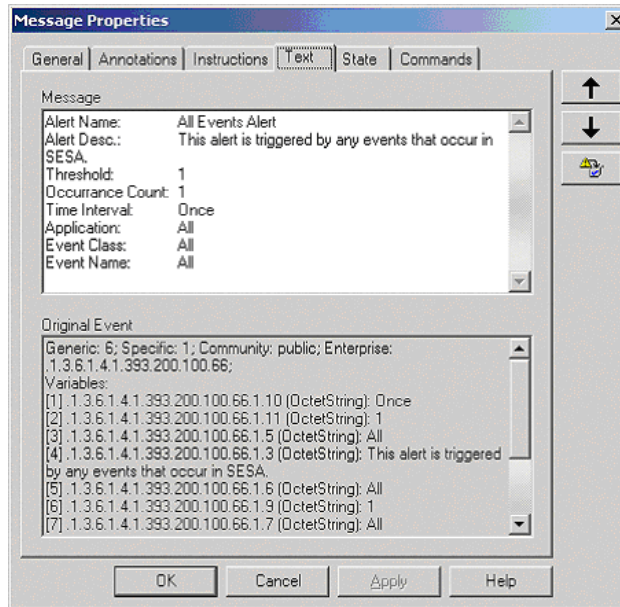 Message Properties
General Annotations Instructions Text State Commands
Message
Alert Name: All Events Alert
Alert Desc.: This alert is triggered by any events that occur in
SESA.
Threshold: 1
Occurrance Count: 1
Time Interval: Once
Application: All
Event Class: All
Event Name: All
Original Event
Generic: 6; Specific: 1; Community: public; Enterprise:
.1.3.6.1.4.1.393.200.100.66;
Variables:
[1] .1.3.6.1.4.1.393.200.100.66.1.10 (OctetString): Once
[2] .1.3.6.1.4.1.393.200.100.66.1.11 (OctetString): 1
[3] .1.3.6.1.4.1.393.200.100.66.1.5 (OctetString): All
[4] .1.3.6.1.4.1.393.200.100.66.1.3 (OctetString): This alert is triggered
by any events that occur in SESA.
[5] .1.3.6.1.4.1.393.200.100.66.1.6 (OctetString): All
[6] .1.3.6.1.4.1.393.200.100.66.1.9 (OctetString): 1
[7] .1.3.6.1.4.1.393.200.100.66.1.7 (OctetString): All
OK Cancel Apply Help